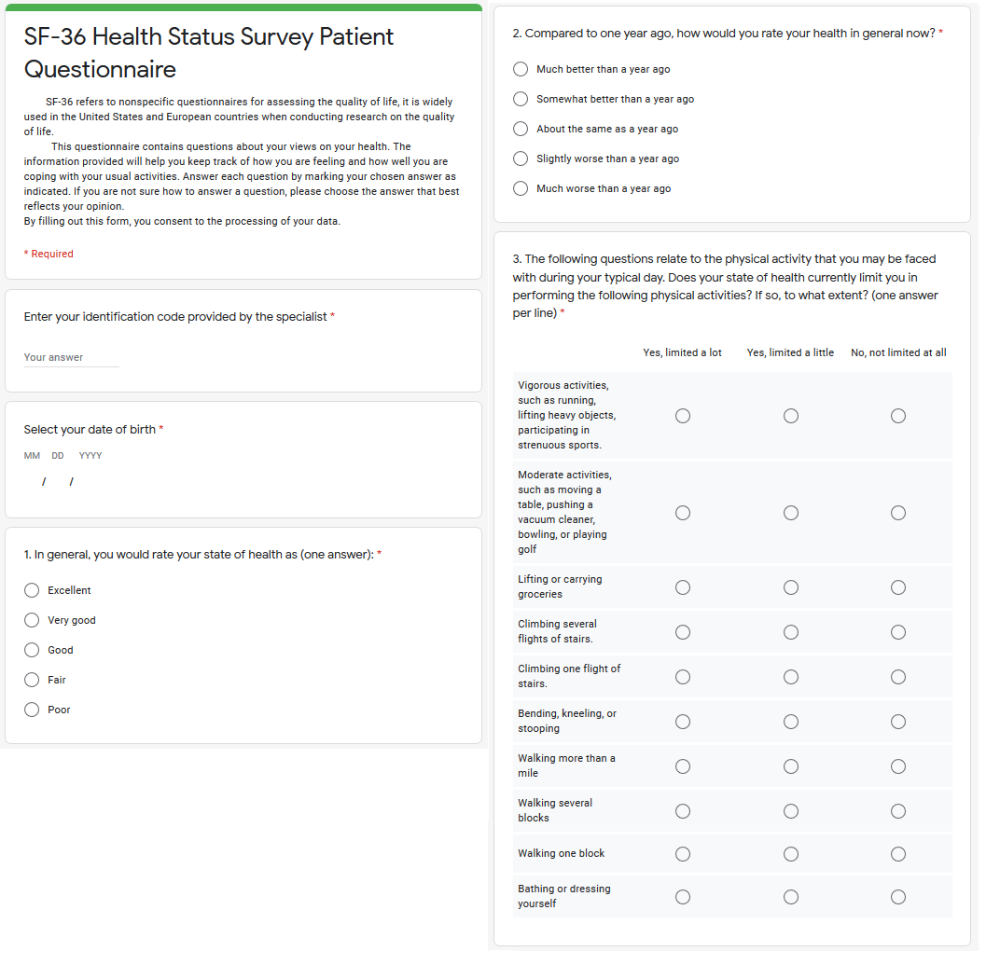 SF-36 Health Status Survey Patient
Questionnaire
SF-36 refers to nonspecific questionnaires for assessing the quality of life, it is widely
used in the United States and European countries when conducting research on the quality
of life.
This questionnaire contains questions about your views on your health. The
information provided will help you keep track of how you are feeling and how well you are
coping with your usual activities. Answer each question by marking your chosen answer as
indicated. If you are not sure how to answer a question, please choose the answer that best
reflects your opinion.
By filling out this form, you consent to the processing of your data.
* Required
Enter your identification code provided by the specialist *
Your answer
Select your date of birth *
MM DD YYYY
/ /
1. In general, you would rate your state of health as (one answer): *
Excellent
Very good
Good
Fair
Poor
2. Compared to one year ago, how would you rate your health in general now? *
Much better than a year ago
Somewhat better than a year ago
About the same as a year ago
Slightly worse than a year ago
Much worse than a year ago
3. The following questions relate to the physical activity that you may be faced
with during your typical day. Does your state of health currently limit you in
performing the following physical activities? If so, to what extent? (one answer
per line) *
Yes, limited a lot Yes, limited a little No, not limited at all
Vigorous activities,
such as running,
lifting heavy objects,
participating in
strenuous sports.
Moderate activities,
such as moving a
table, pushing a
vacuum cleaner,
bowling, or playing
golf
Lifting or carrying
groceries
Climbing several
flights of stairs.
Climbing one flight of
stairs.
Bending, kneeling, or
stooping
Walking more than a
mile
Walking several
blocks
Walking one block
Bathing or dressing
yourself